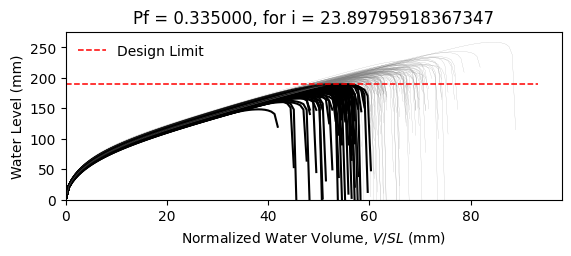 Pf = 0.335000, for i = 23.89795918367347
Design Limit
Water Level (mm)
250
200
150
100
50
0
0 20 40 60 80
Normalized Water Volume, V/SL (mm)